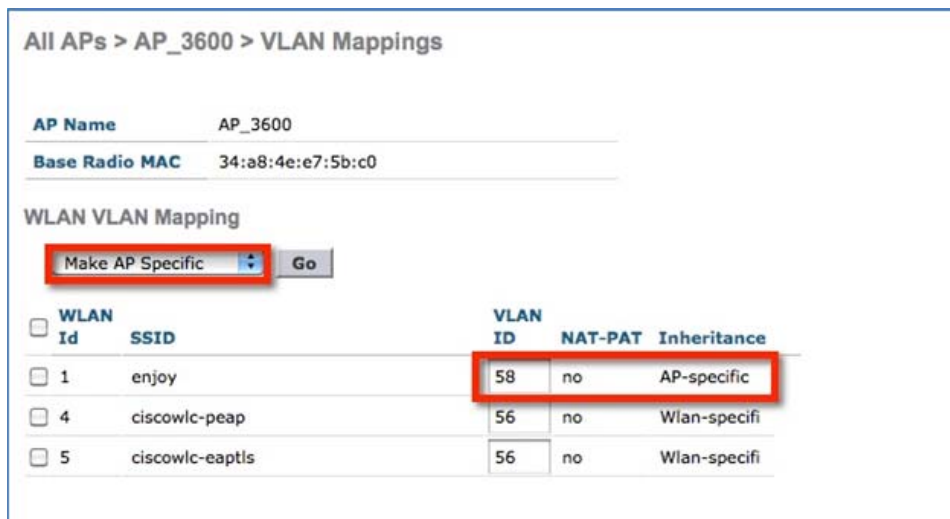 All APs > AP_3600 > VLAN Mappings
AP Name AP_3600
Base Radio MAC 34:a8:4e:e7:5b:c0
WLAN VLAN Mapping
Make AP Specific Go
WLAN Id SSID VLAN ID NAT-PAT Inheritance
1 enjoy 58 no AP-specific
4 ciscowlc-peap 56 no Wlan-specifi
5 ciscowlc-eaptls 56 no Wlan-specifi